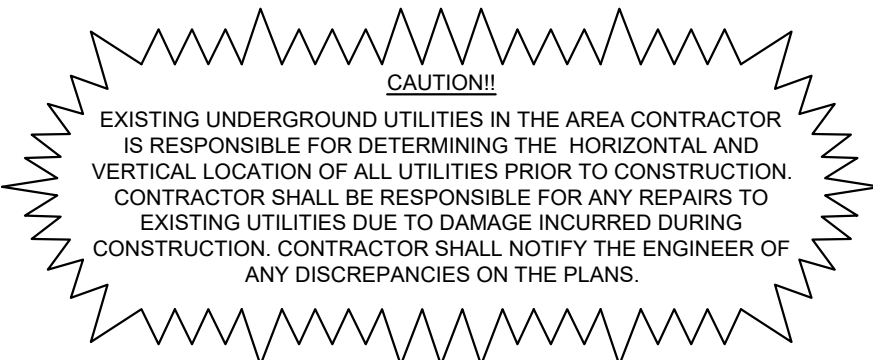 CAUTION!!
EXISTING UNDERGROUND UTILITIES IN THE AREA CONTRACTOR
IS RESPONSIBLE FOR DETERMINING THE HORIZONTAL AND
VERTICAL LOCATION OF ALL UTILITIES PRIOR TO CONSTRUCTION.
CONTRACTOR SHALL BE RESPONSIBLE FOR ANY REPAIRS TO
EXISTING UTILITIES DUE TO DAMAGE INCURRED DURING
CONSTRUCTION. CONTRACTOR SHALL NOTIFY THE ENGINEER OF
ANY DISCREPANCIES ON THE PLANS.